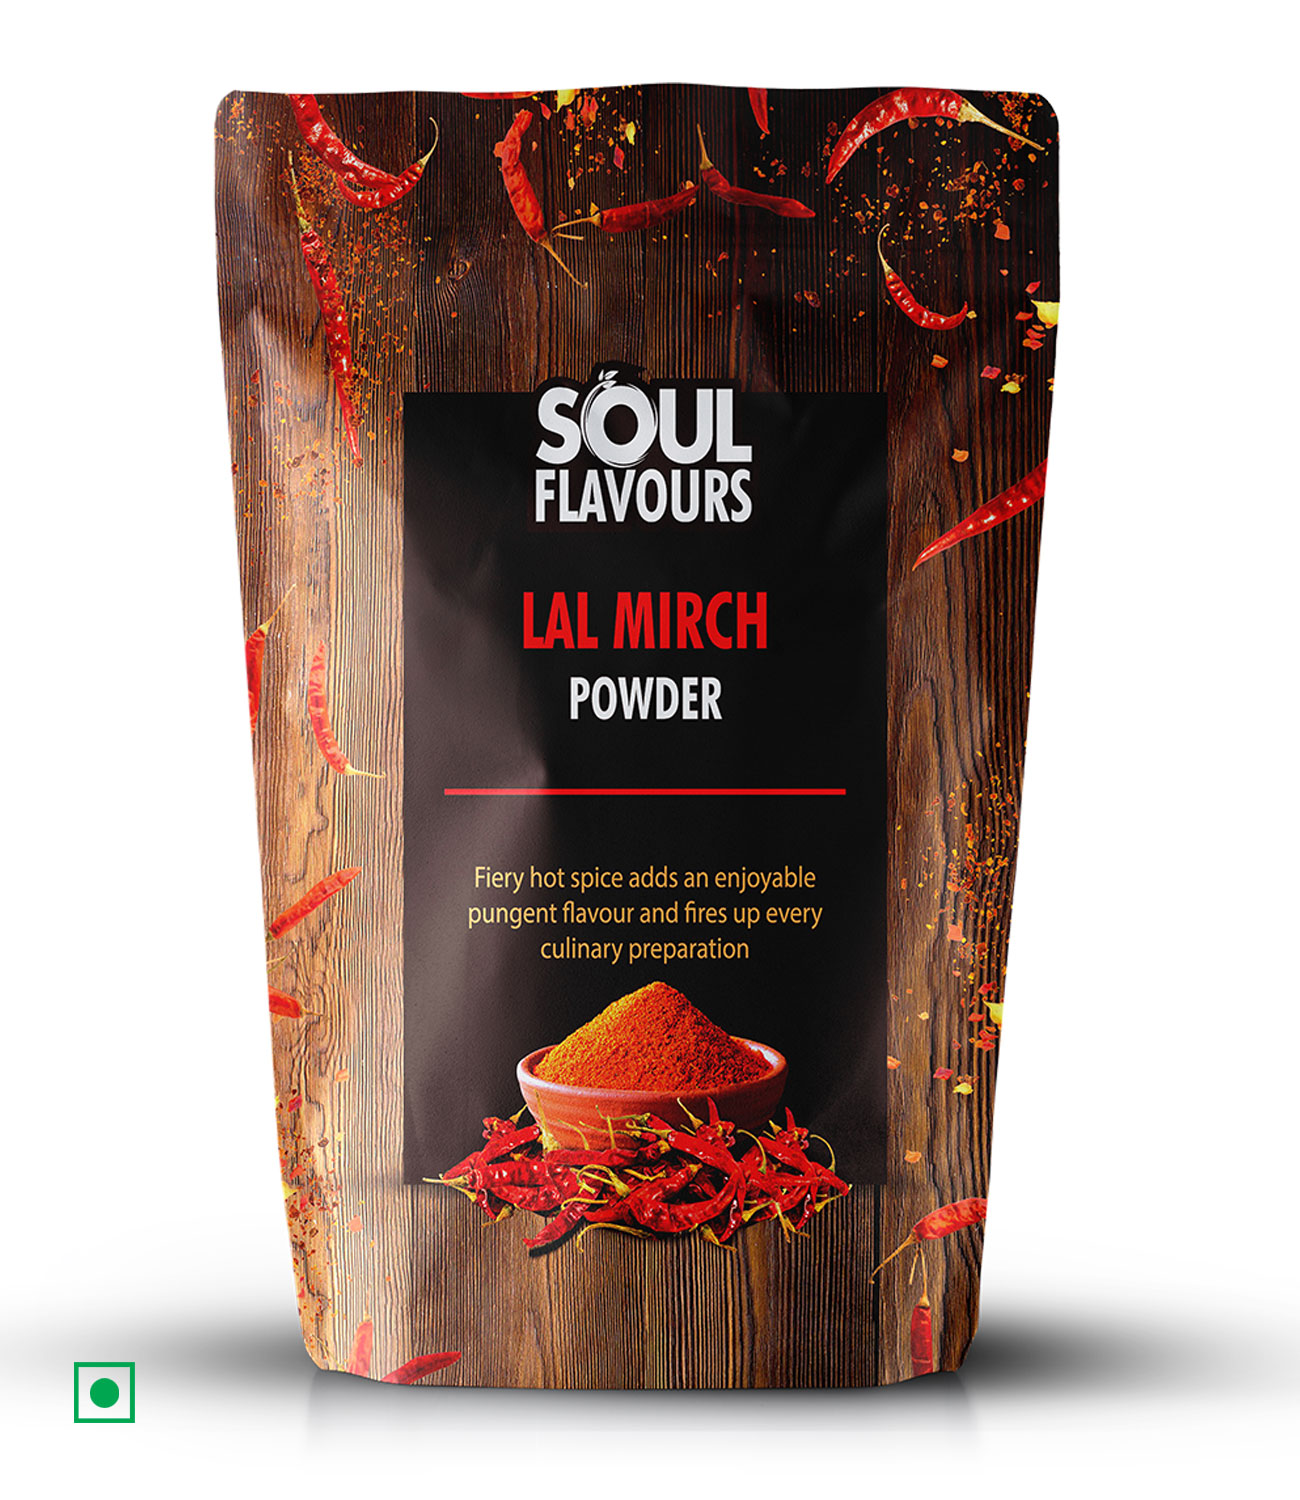 SOUL
FLAVOURS
LAL MIRCH
POWDER
Fiery hot spice adds an enjoyable
pungent flavour and fires up every
culinary preparation